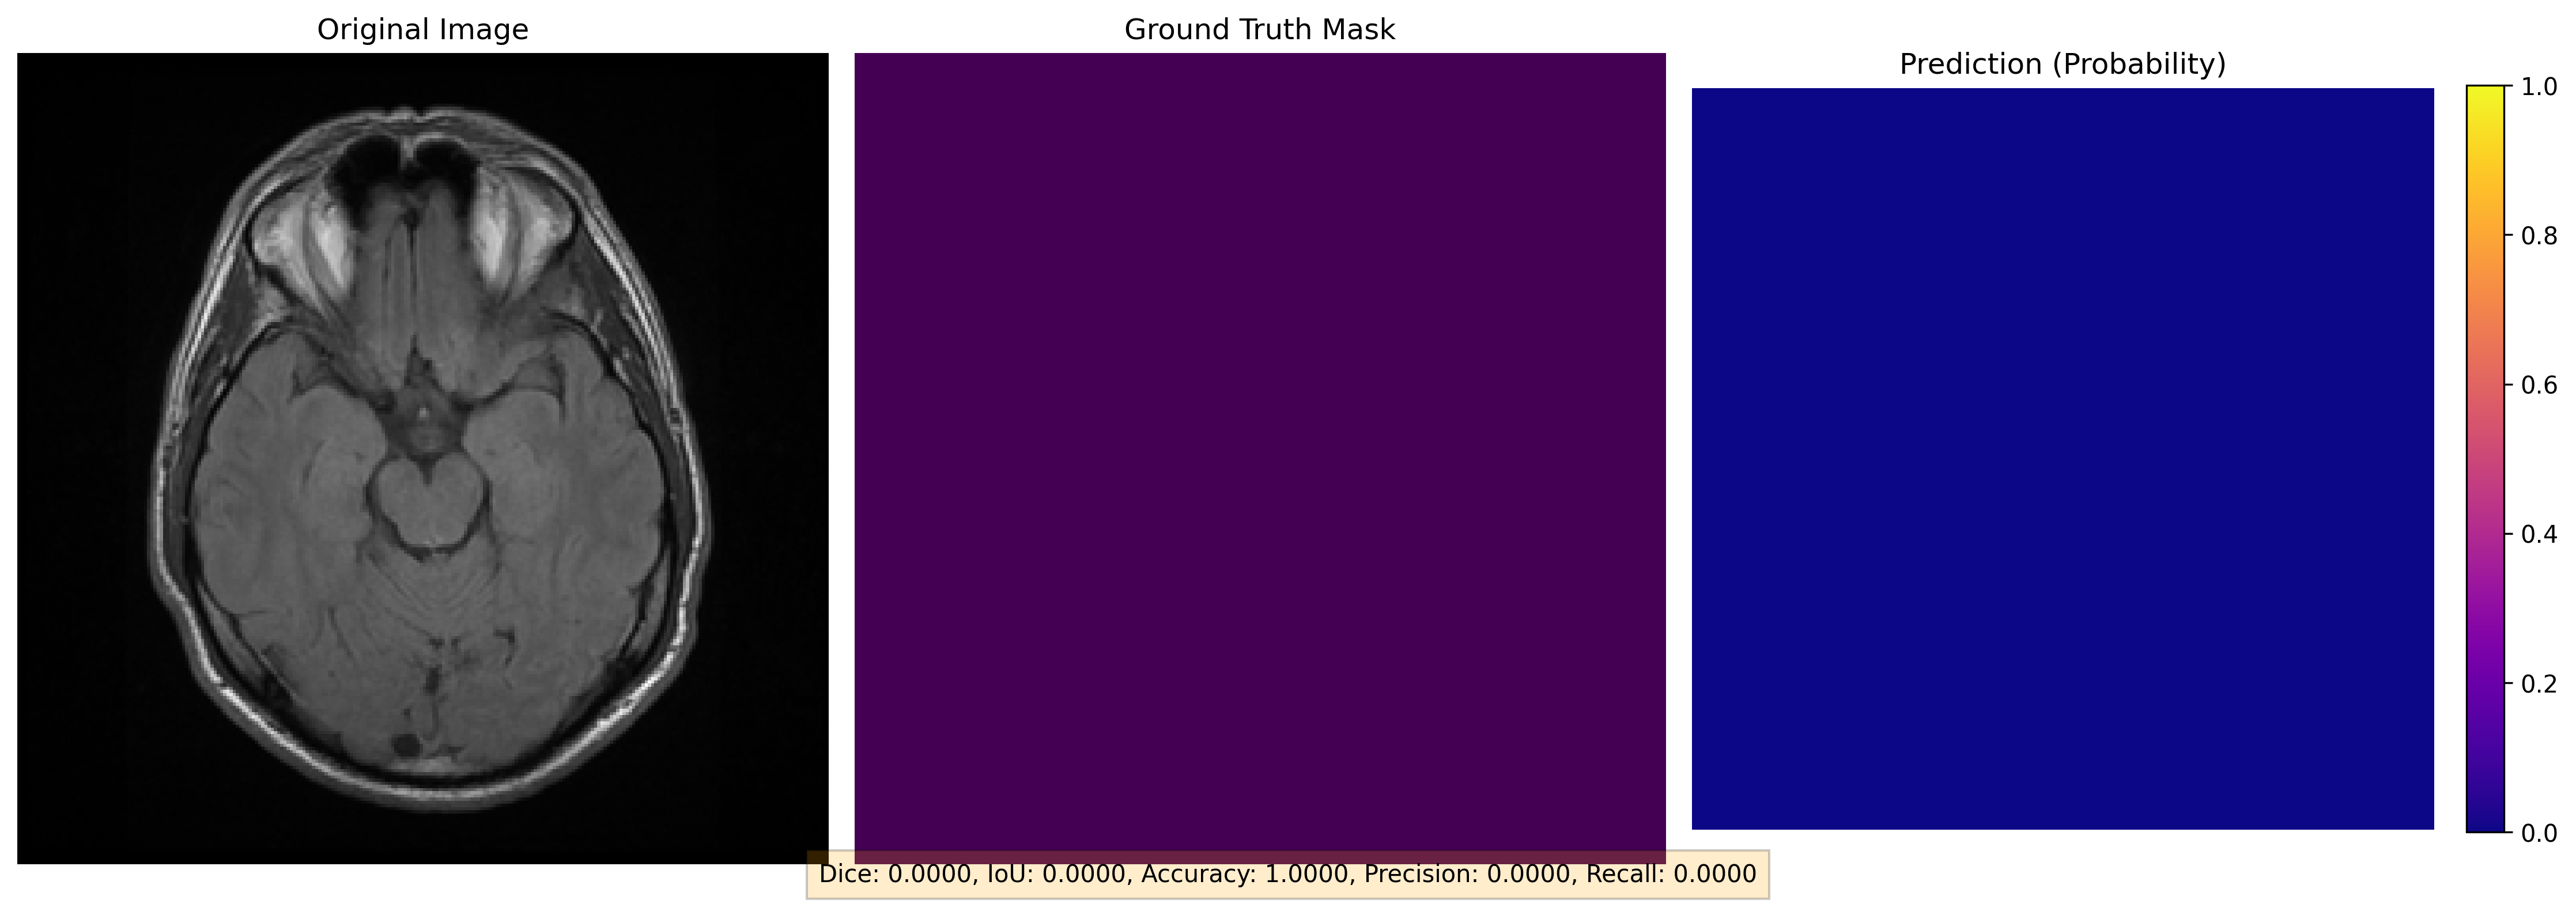 Original Image
Ground Truth Mask
Prediction (Probability)
1.0
0.8
0.6
0.4
0.2
0.0
Dice: 0.0000, IoU: 0.0000, Accuracy: 1.0000, Precision: 0.0000, Recall: 0.0000